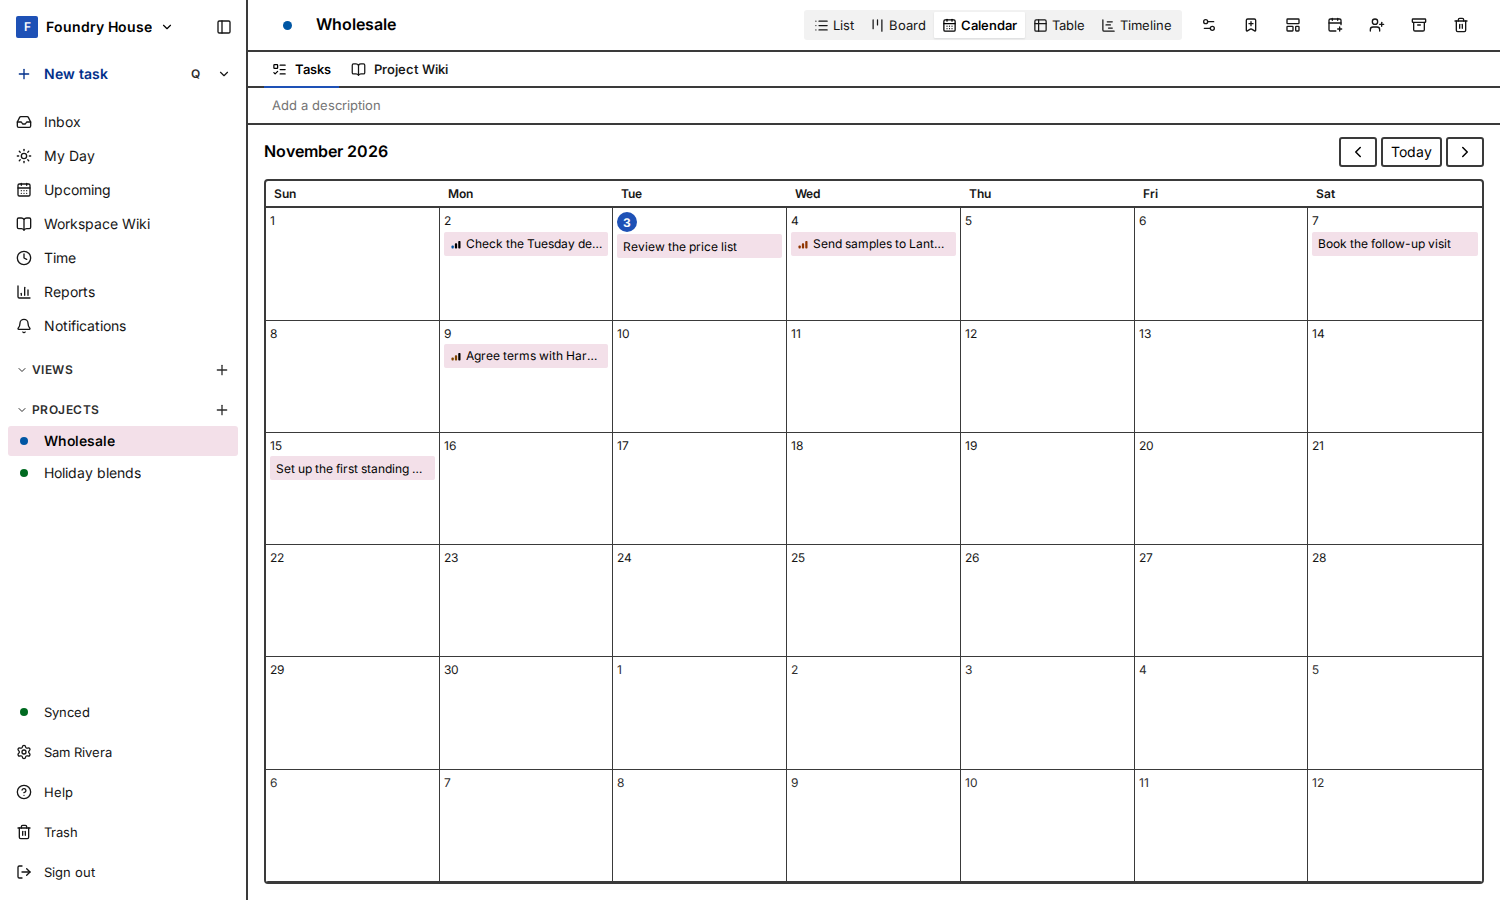 F Foundry House
New task Q
Inbox
My Day
Upcoming
Workspace Wiki
Time
Reports
Notifications
VIEWS
PROJECTS
Wholesale
Holiday blends
Synced
Sam Rivera
Help
Trash
Sign out
Wholesale
List Board Calendar Table Timeline
Tasks Project Wiki
Add a description
November 2026
Today
Sun Mon Tue Wed Thu Fri Sat
1 2 3 4 5 6 7
Check the Tuesday de... Review the price list Send samples to Lant... Book the follow-up visit
8 9 10 11 12 13 14
Agree terms with Har...
15 16 17 18 19 20 21
Set up the first standing ...
22 23 24 25 26 27 28
29 30 1 2 3 4 5
6 7 8 9 10 11 12